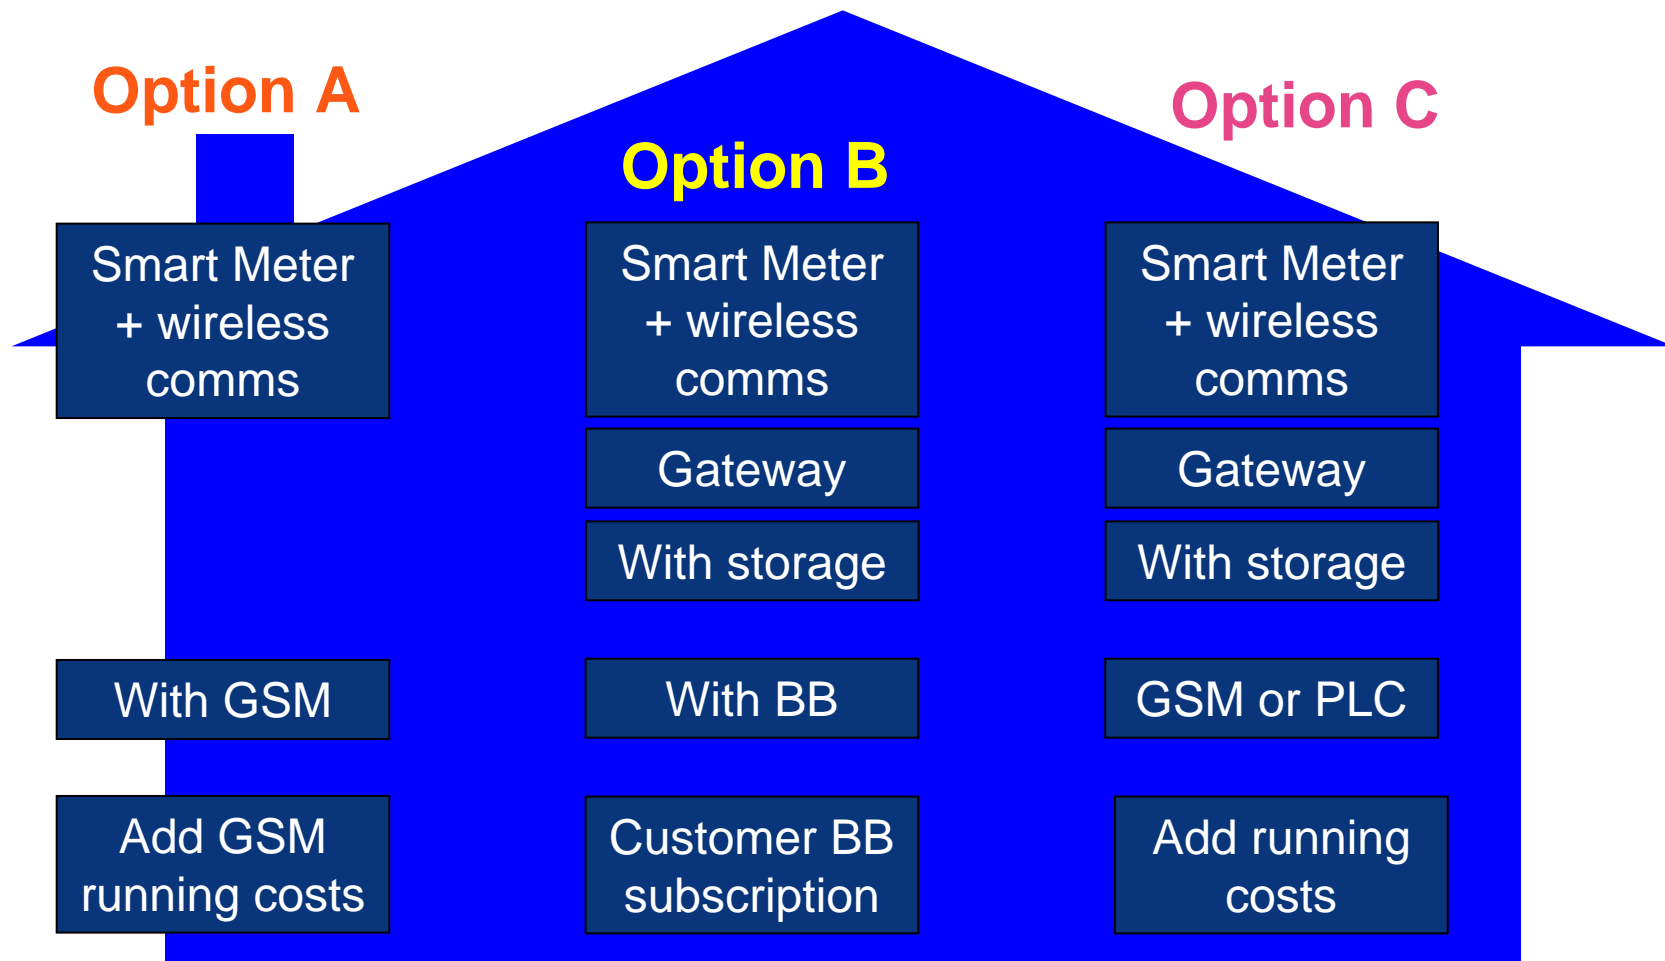 Option A
Smart Meter
+ wireless
comms
With GSM
Add GSM
running costs
Option B
Smart Meter
+ wireless
comms
Gateway
With storage
With BB
Customer BB
subscription
Option C
Smart Meter
+ wireless
comms
Gateway
With storage
GSM or PLC
Add running
costs